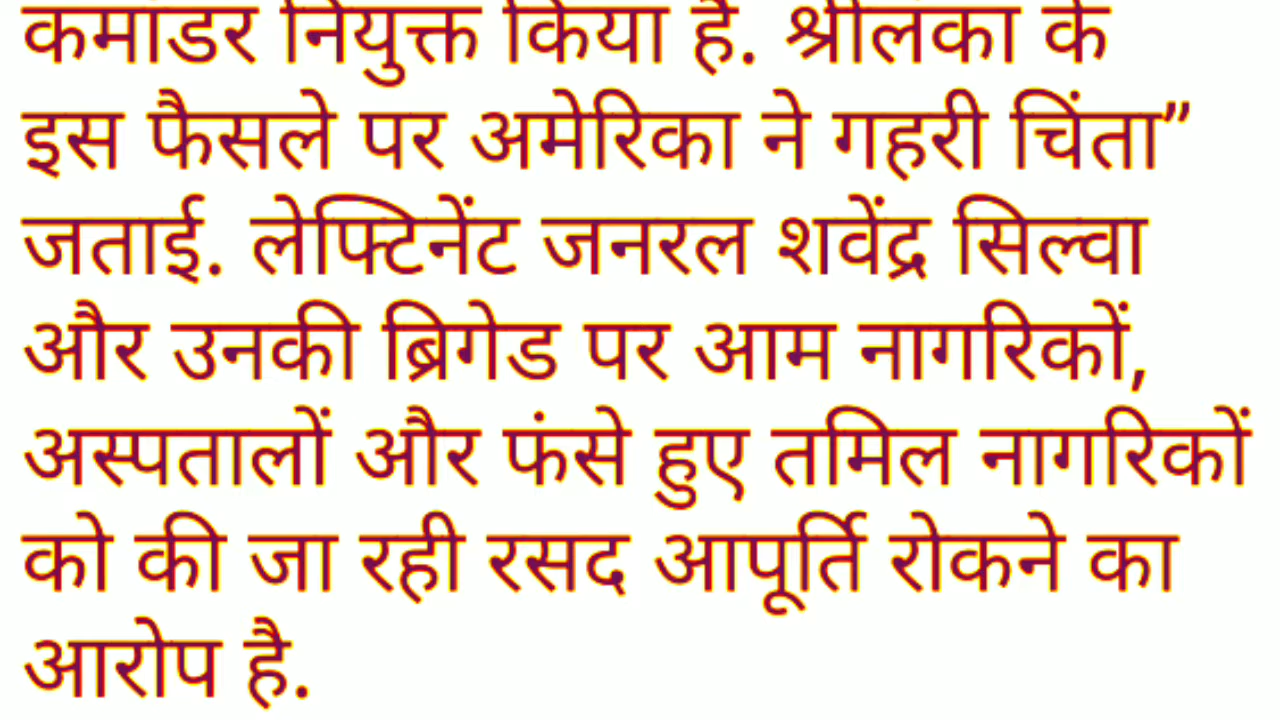 कमांडर नियुक्त किया है. श्रीलंका के
इस फैसले पर अमेरिका ने गहरी चिंता”
जताई. लेफ्टिनेंट जनरल शवेंद्र सिल्वा
और उनकी ब्रिगेड पर आम नागरिकों,
अस्पतालों और फंसे हुए तमिल नागरिकों
को की जा रही रसद आपूर्ति रोकने का
आरोप है.